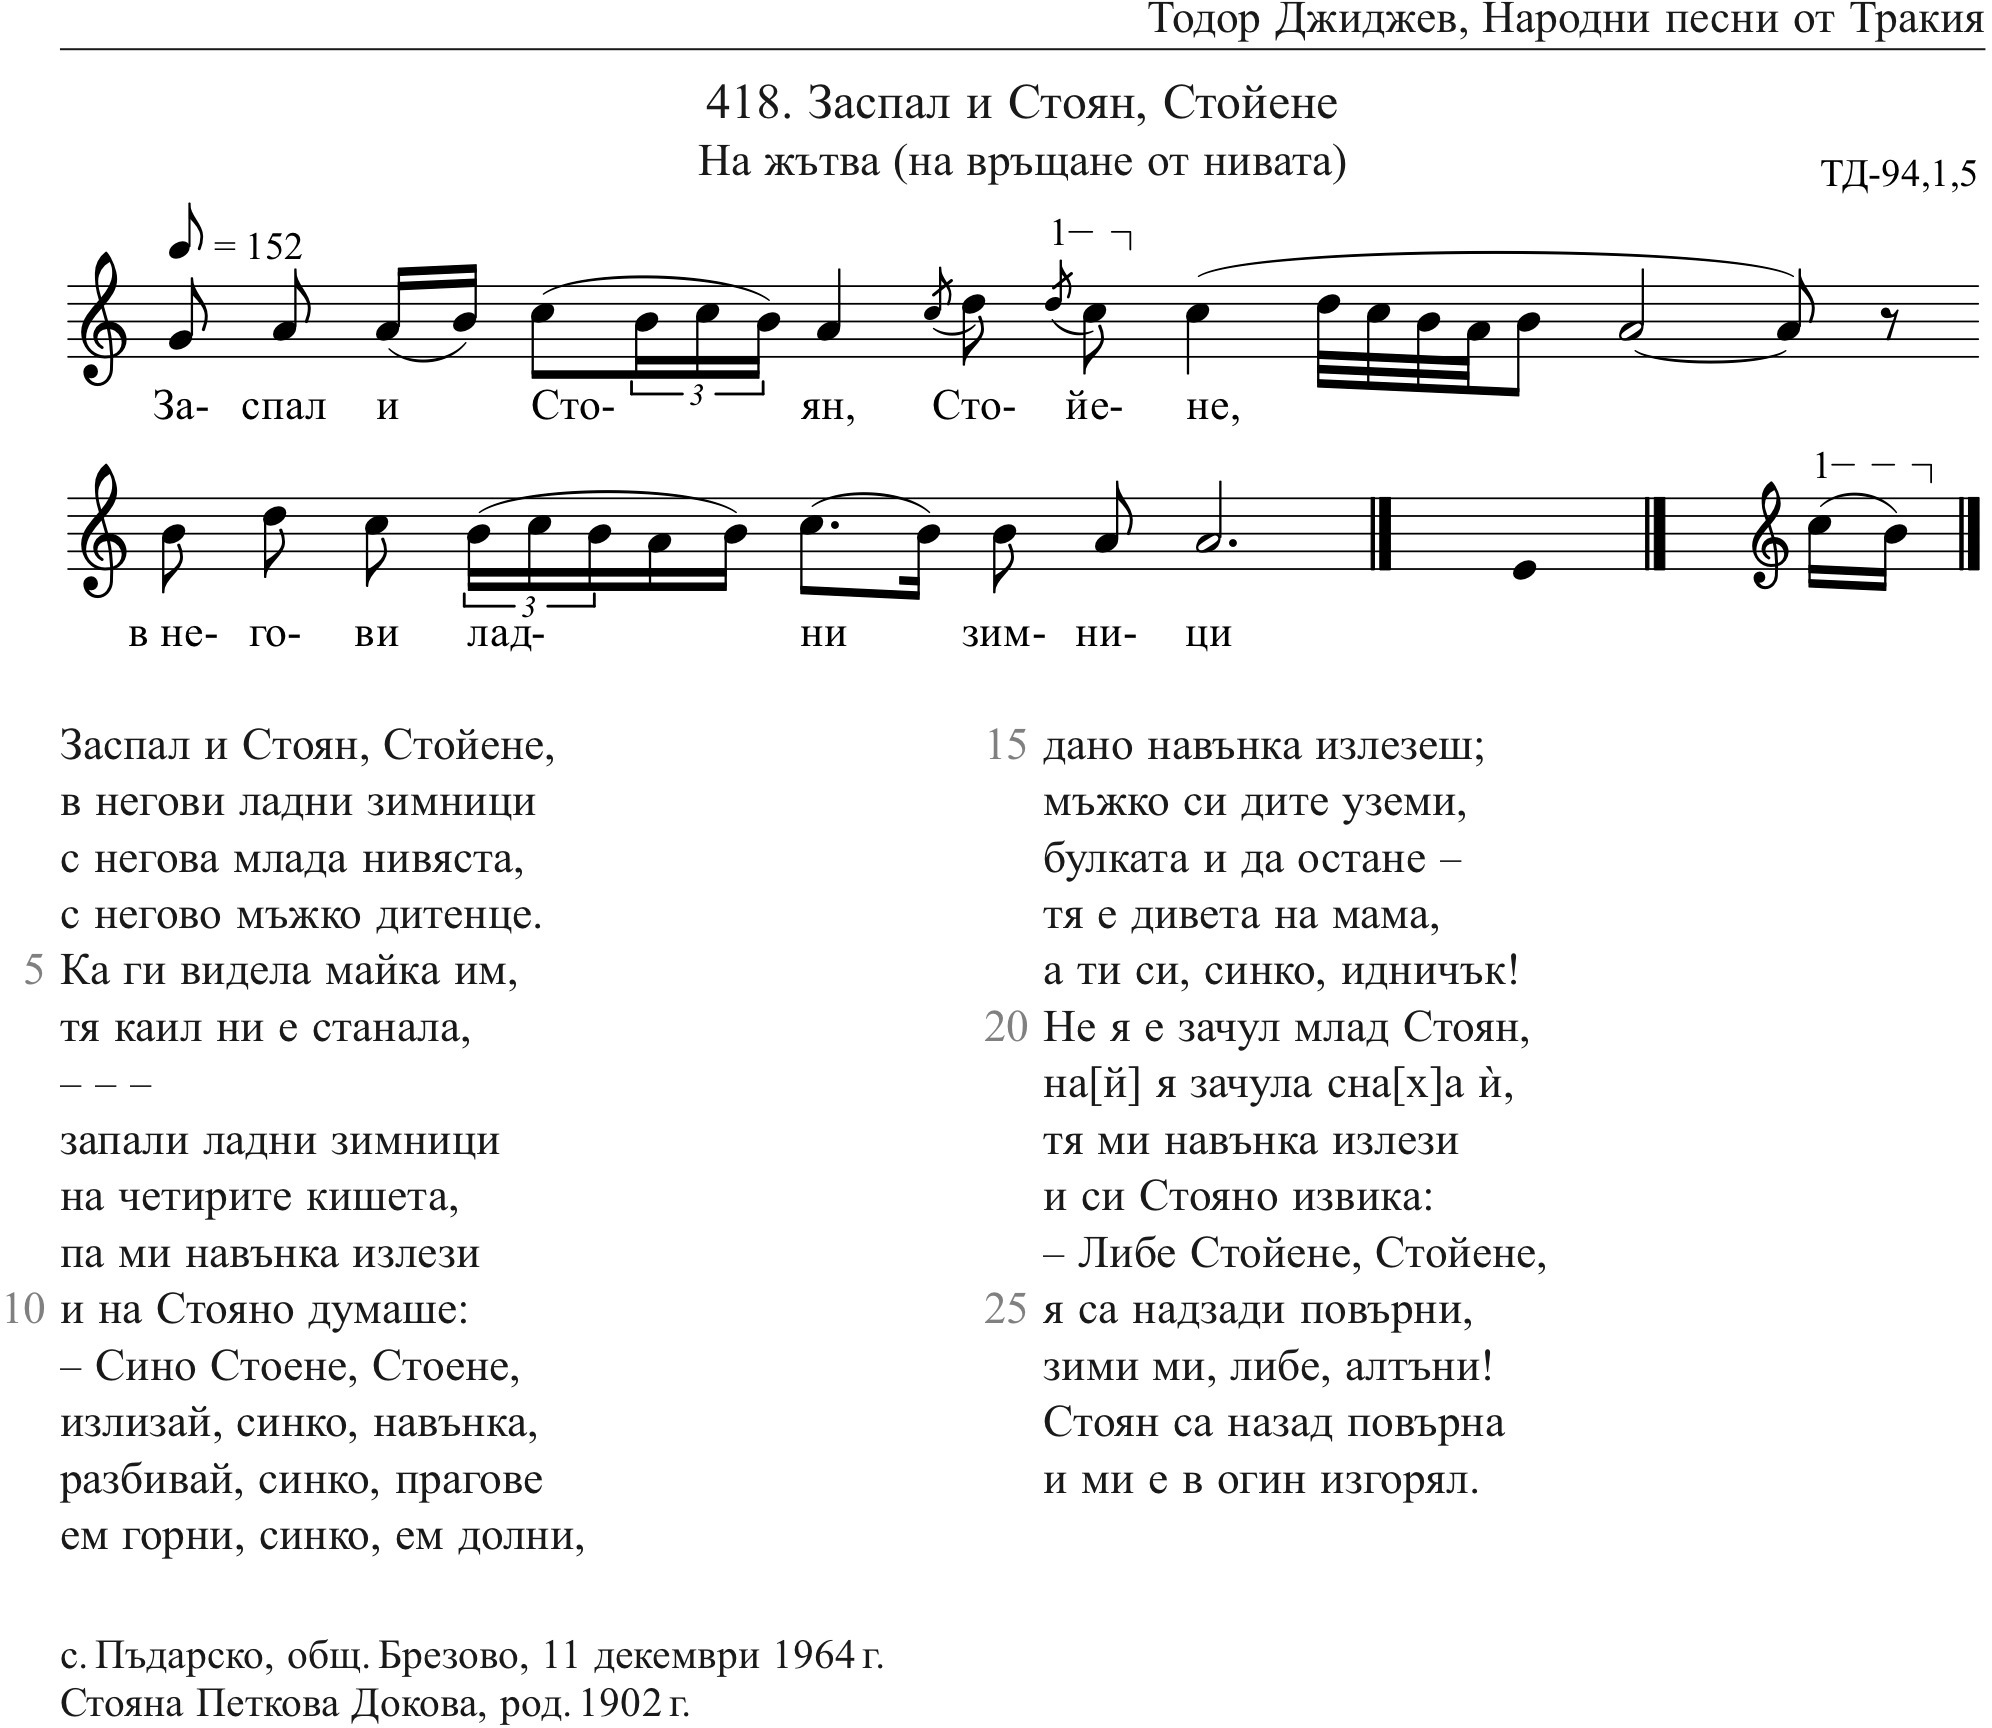 Тодор Джиджев, Народни песни от Тракия
418. Заспал и Стоян, Стойене
На жътва (на връщане от нивата)
ТД-94,1,5
= 152
1
3
За- спал и Сто- ян, Сто- йе- не,
1
3
в не- го- ви лад- ни зим- ни- ци
Заспал и Стоян, Стойене,
в негови ладни зимници
с негова млада нивяста,
с негово мъжко дитенце.
5 Ка ги видела майка им,
тя каил ни е станала,
– – –
запали ладни зимници
на четирите кишета,
па ми навънка излези
10 и на Стояно думаше:
– Сино Стоене, Стоене,
излизай, синко, навънка,
разбивай, синко, прагове
ем горни, синко, ем долни,
15 дано навънка излезеш;
мъжко си дите уземи,
булката и да остане –
тя е дивета на мама,
а ти си, синко, идничък!
20 Не я е зачул млад Стоян,
на[й] я зачула сна[х]а ѝ,
тя ми навънка излези
и си Стояно извика:
– Либе Стойене, Стойене,
25 я са надзади повърни,
зими ми, либе, алтъни!
Стоян са назад повърна
и ми е в огин изгорял.
с. Пъдарско, общ. Брезово, 11 декември 1964 г.
Стояна Петкова Докова, род. 1902 г.